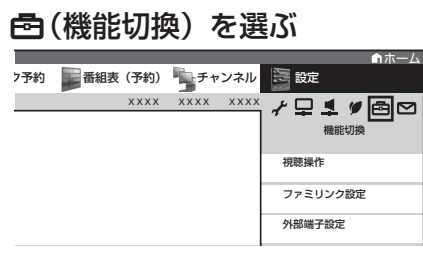 (機能切換)を選ぶ
ホーム
ク予約 番組表(予約) チャンネル 設定
xxxx xxxx xxxx
機能切換
視聴操作
ファミリンク設定
外部端子設定